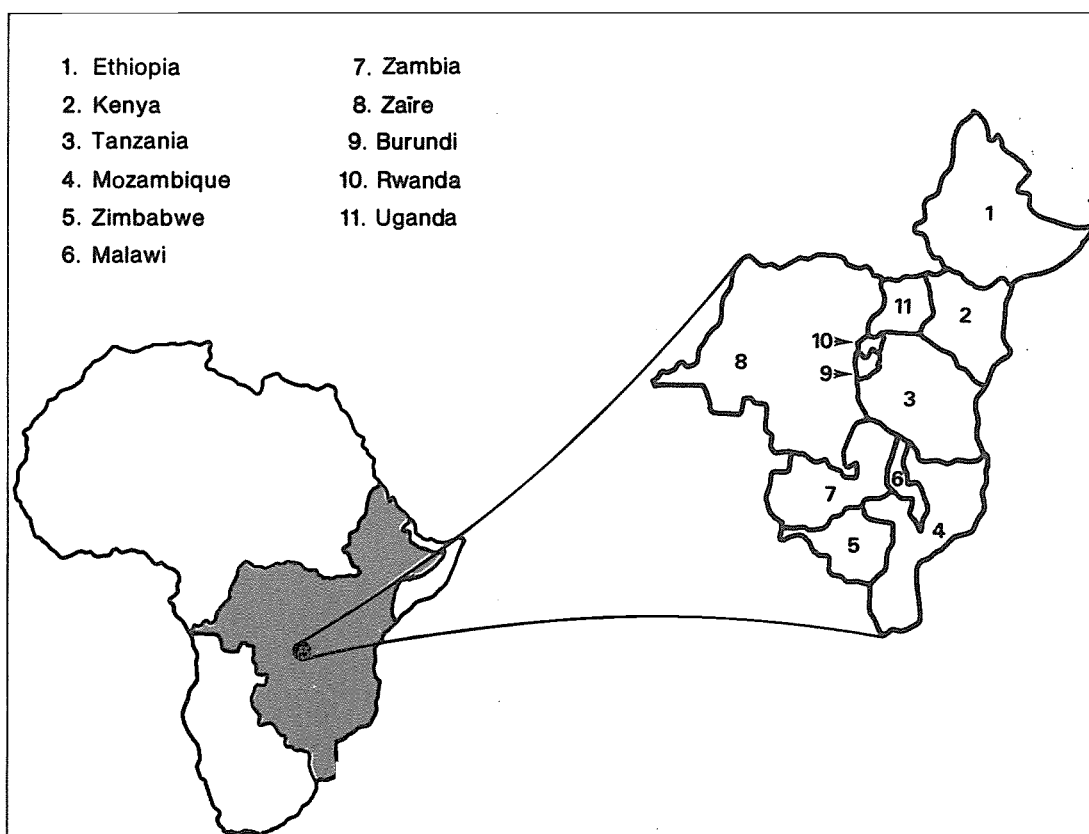 1. Ethiopia
2. Kenya
3. Tanzania
4. Mozambique
5. Zimbabwe
6. Malawi
7. Zambia
8. Zaïre
9. Burundi
10. Rwanda
11. Uganda
1
2
11
10
9
8
3
6
7
4
5